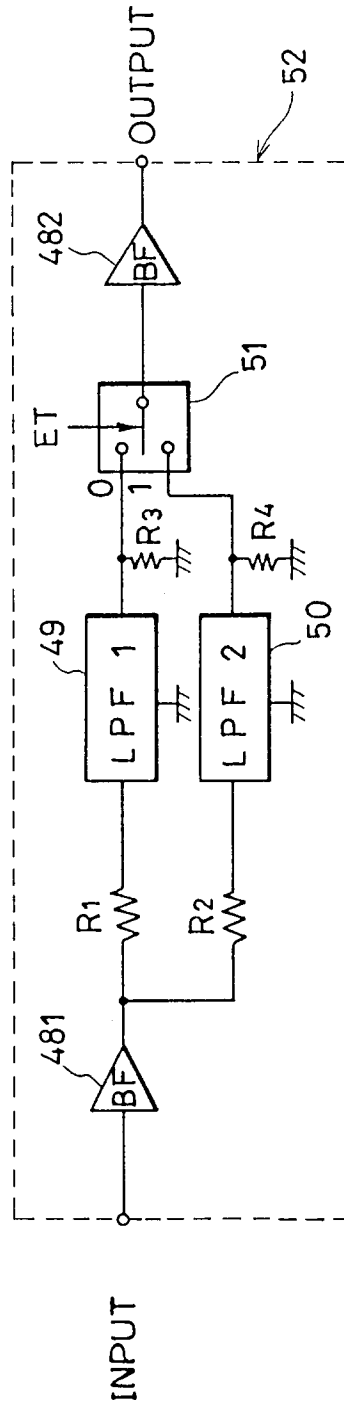 INPUT
481
BF
R1
R2
49
LPF 1
LPF 2
50
R3
R4
ET
0
1
51
482
BF
OUTPUT
52